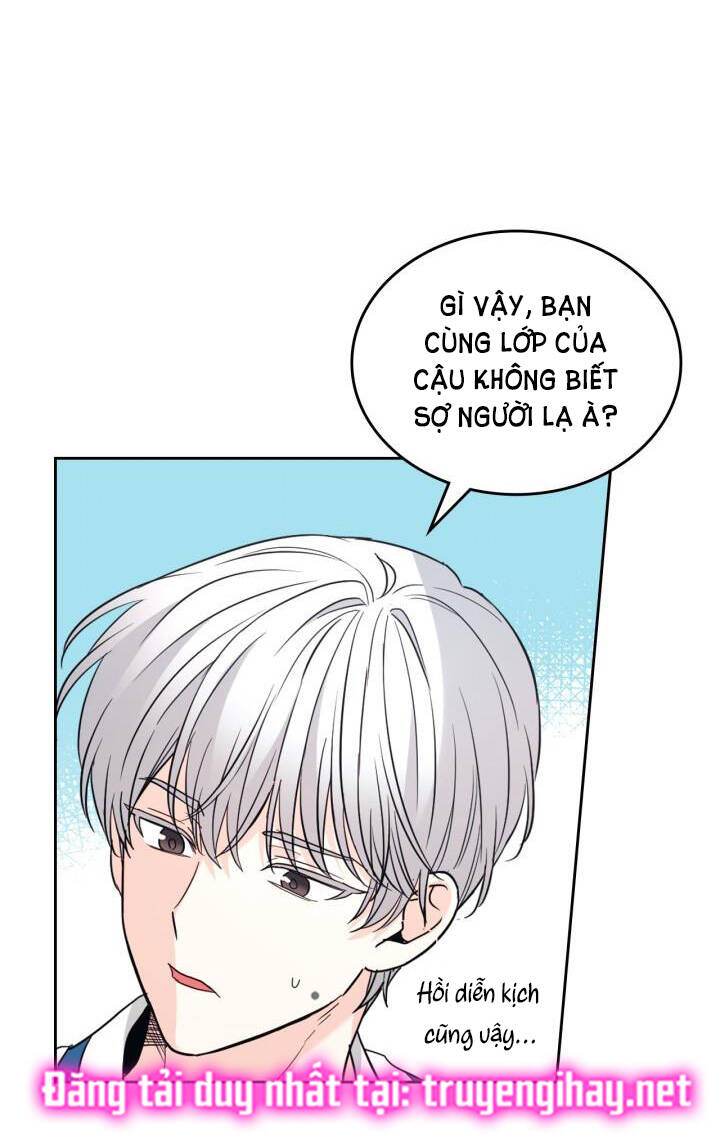 GÌ VẬY, BẠN
CÙNG LỚP CỦA
CẬU KHÔNG BIẾT
SỢ NGƯỜI LẠ À?
Hồi diễn kịch
cũng vậy...
Đăng tải duy nhất tại: truyengihay.net